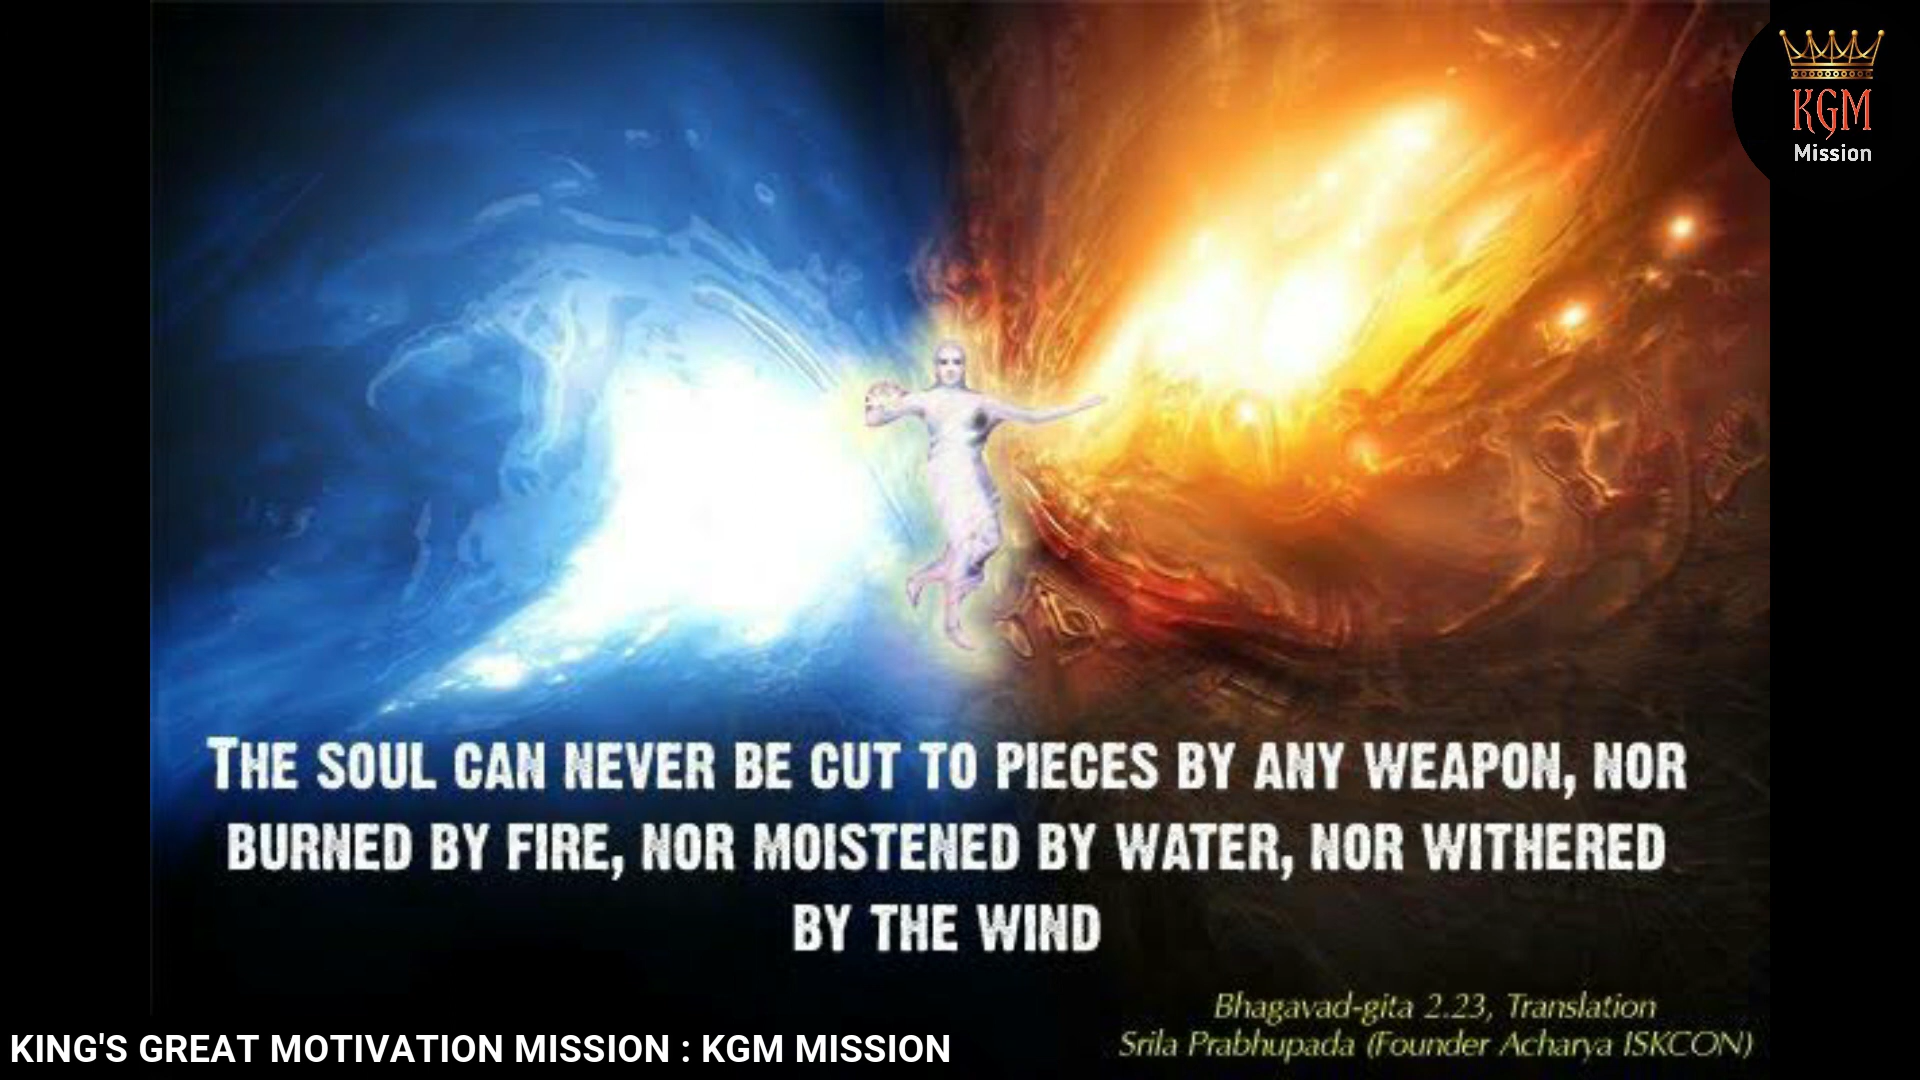 KGM
Mission
THE SOUL CAN NEVER BE CUT TO PIECES BY ANY WEAPON, NOR
BURNED BY FIRE, NOR MOISTENED BY WATER, NOR WITHERED
BY THE WIND
Bhagavad-gita 2.23, Translation
Srila Prabhupada (Founder Acharya ISKCON)
KING'S GREAT MOTIVATION MISSION : KGM MISSION